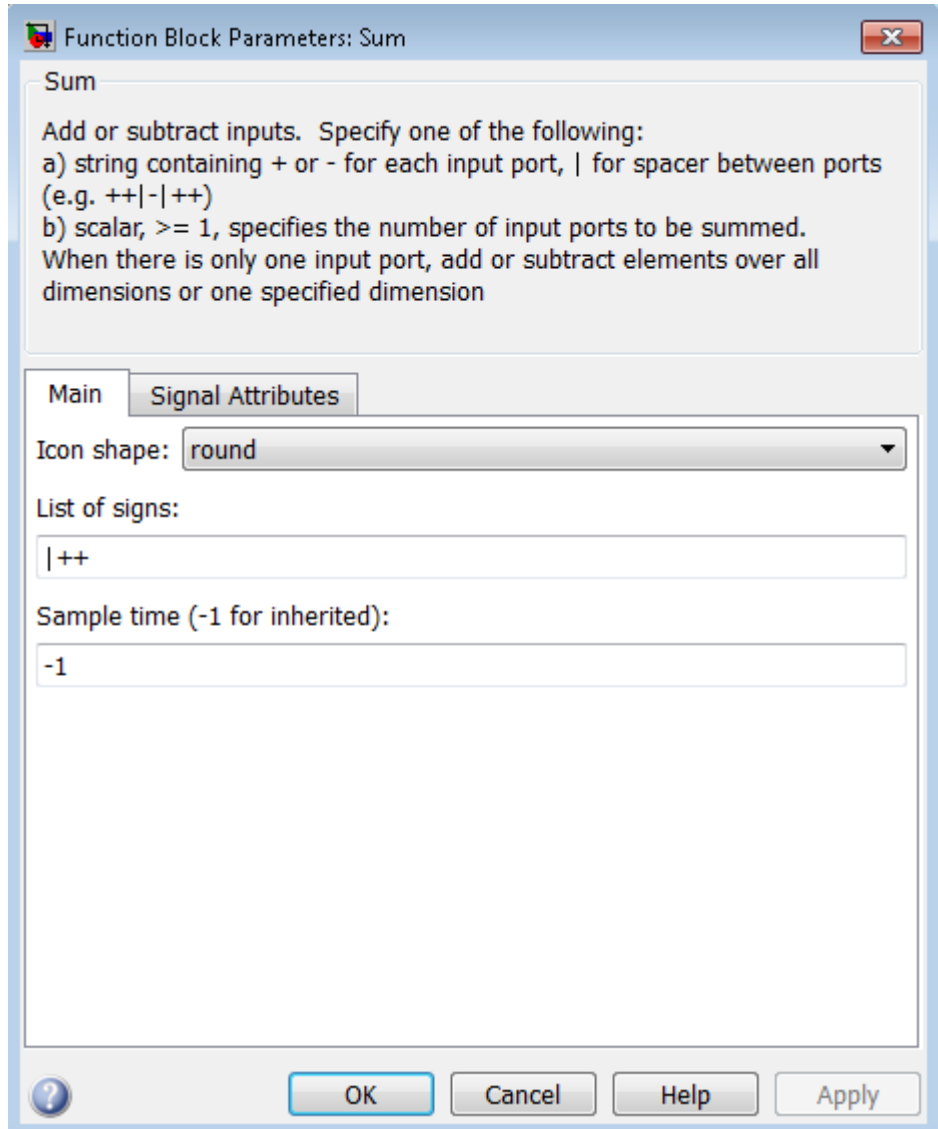 Function Block Parameters: Sum
Sum
Add or subtract inputs.  Specify one of the following:
a) string containing + or - for each input port, | for spacer between ports
(e.g. ++|-|++)
b) scalar, >= 1, specifies the number of input ports to be summed.
When there is only one input port, add or subtract elements over all
dimensions or one specified dimension
Main
Signal Attributes
Icon shape: round
List of signs:
|++
Sample time (-1 for inherited):
-1
? OK Cancel Help Apply